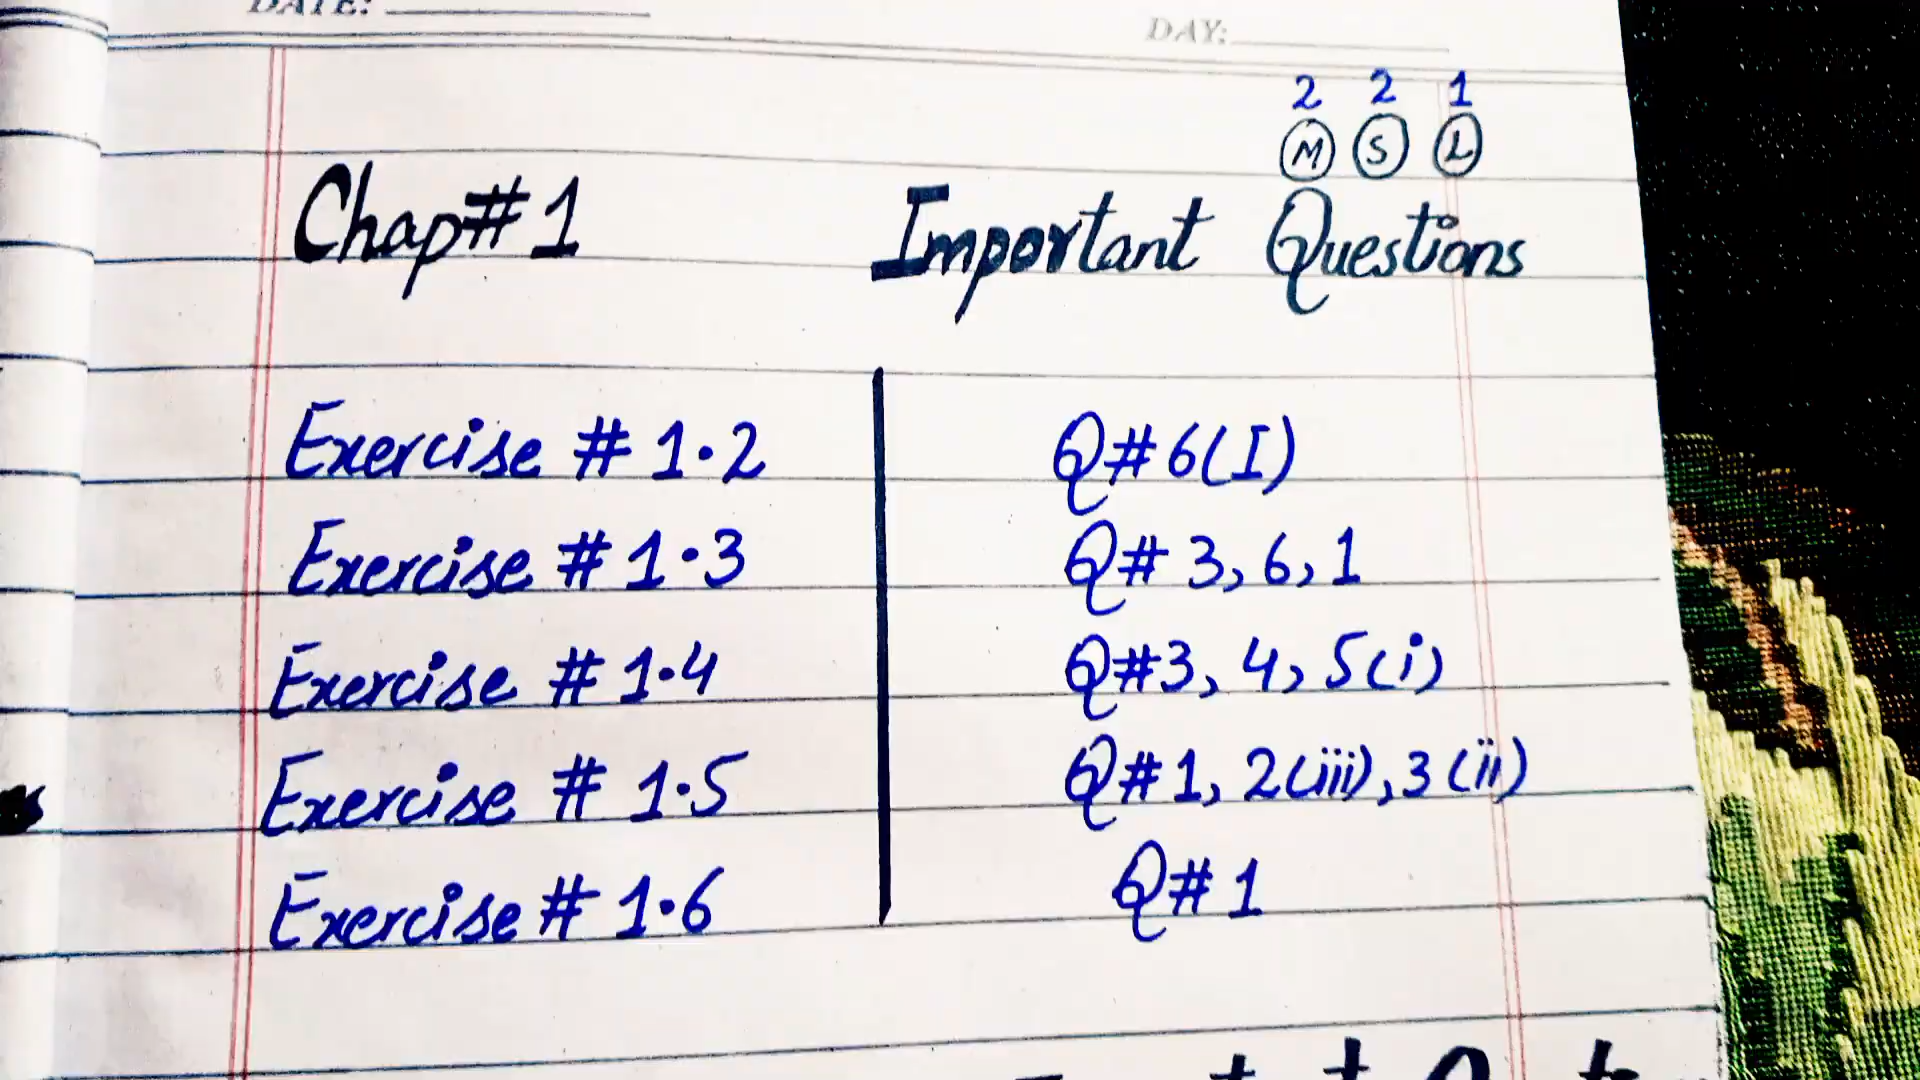 DATE:
DAY:
2 2 1
M S L
Chap# 1 Important Questions
Exercise # 1.2 Q# 6(I)
Exercise # 1.3 Q# 3, 6, 1
Exercise # 1.4 Q#3, 4, 5(i)
Exercise # 1.5 Q# 1, 2(iii), 3(ii)
Exercise # 1.6 Q# 1